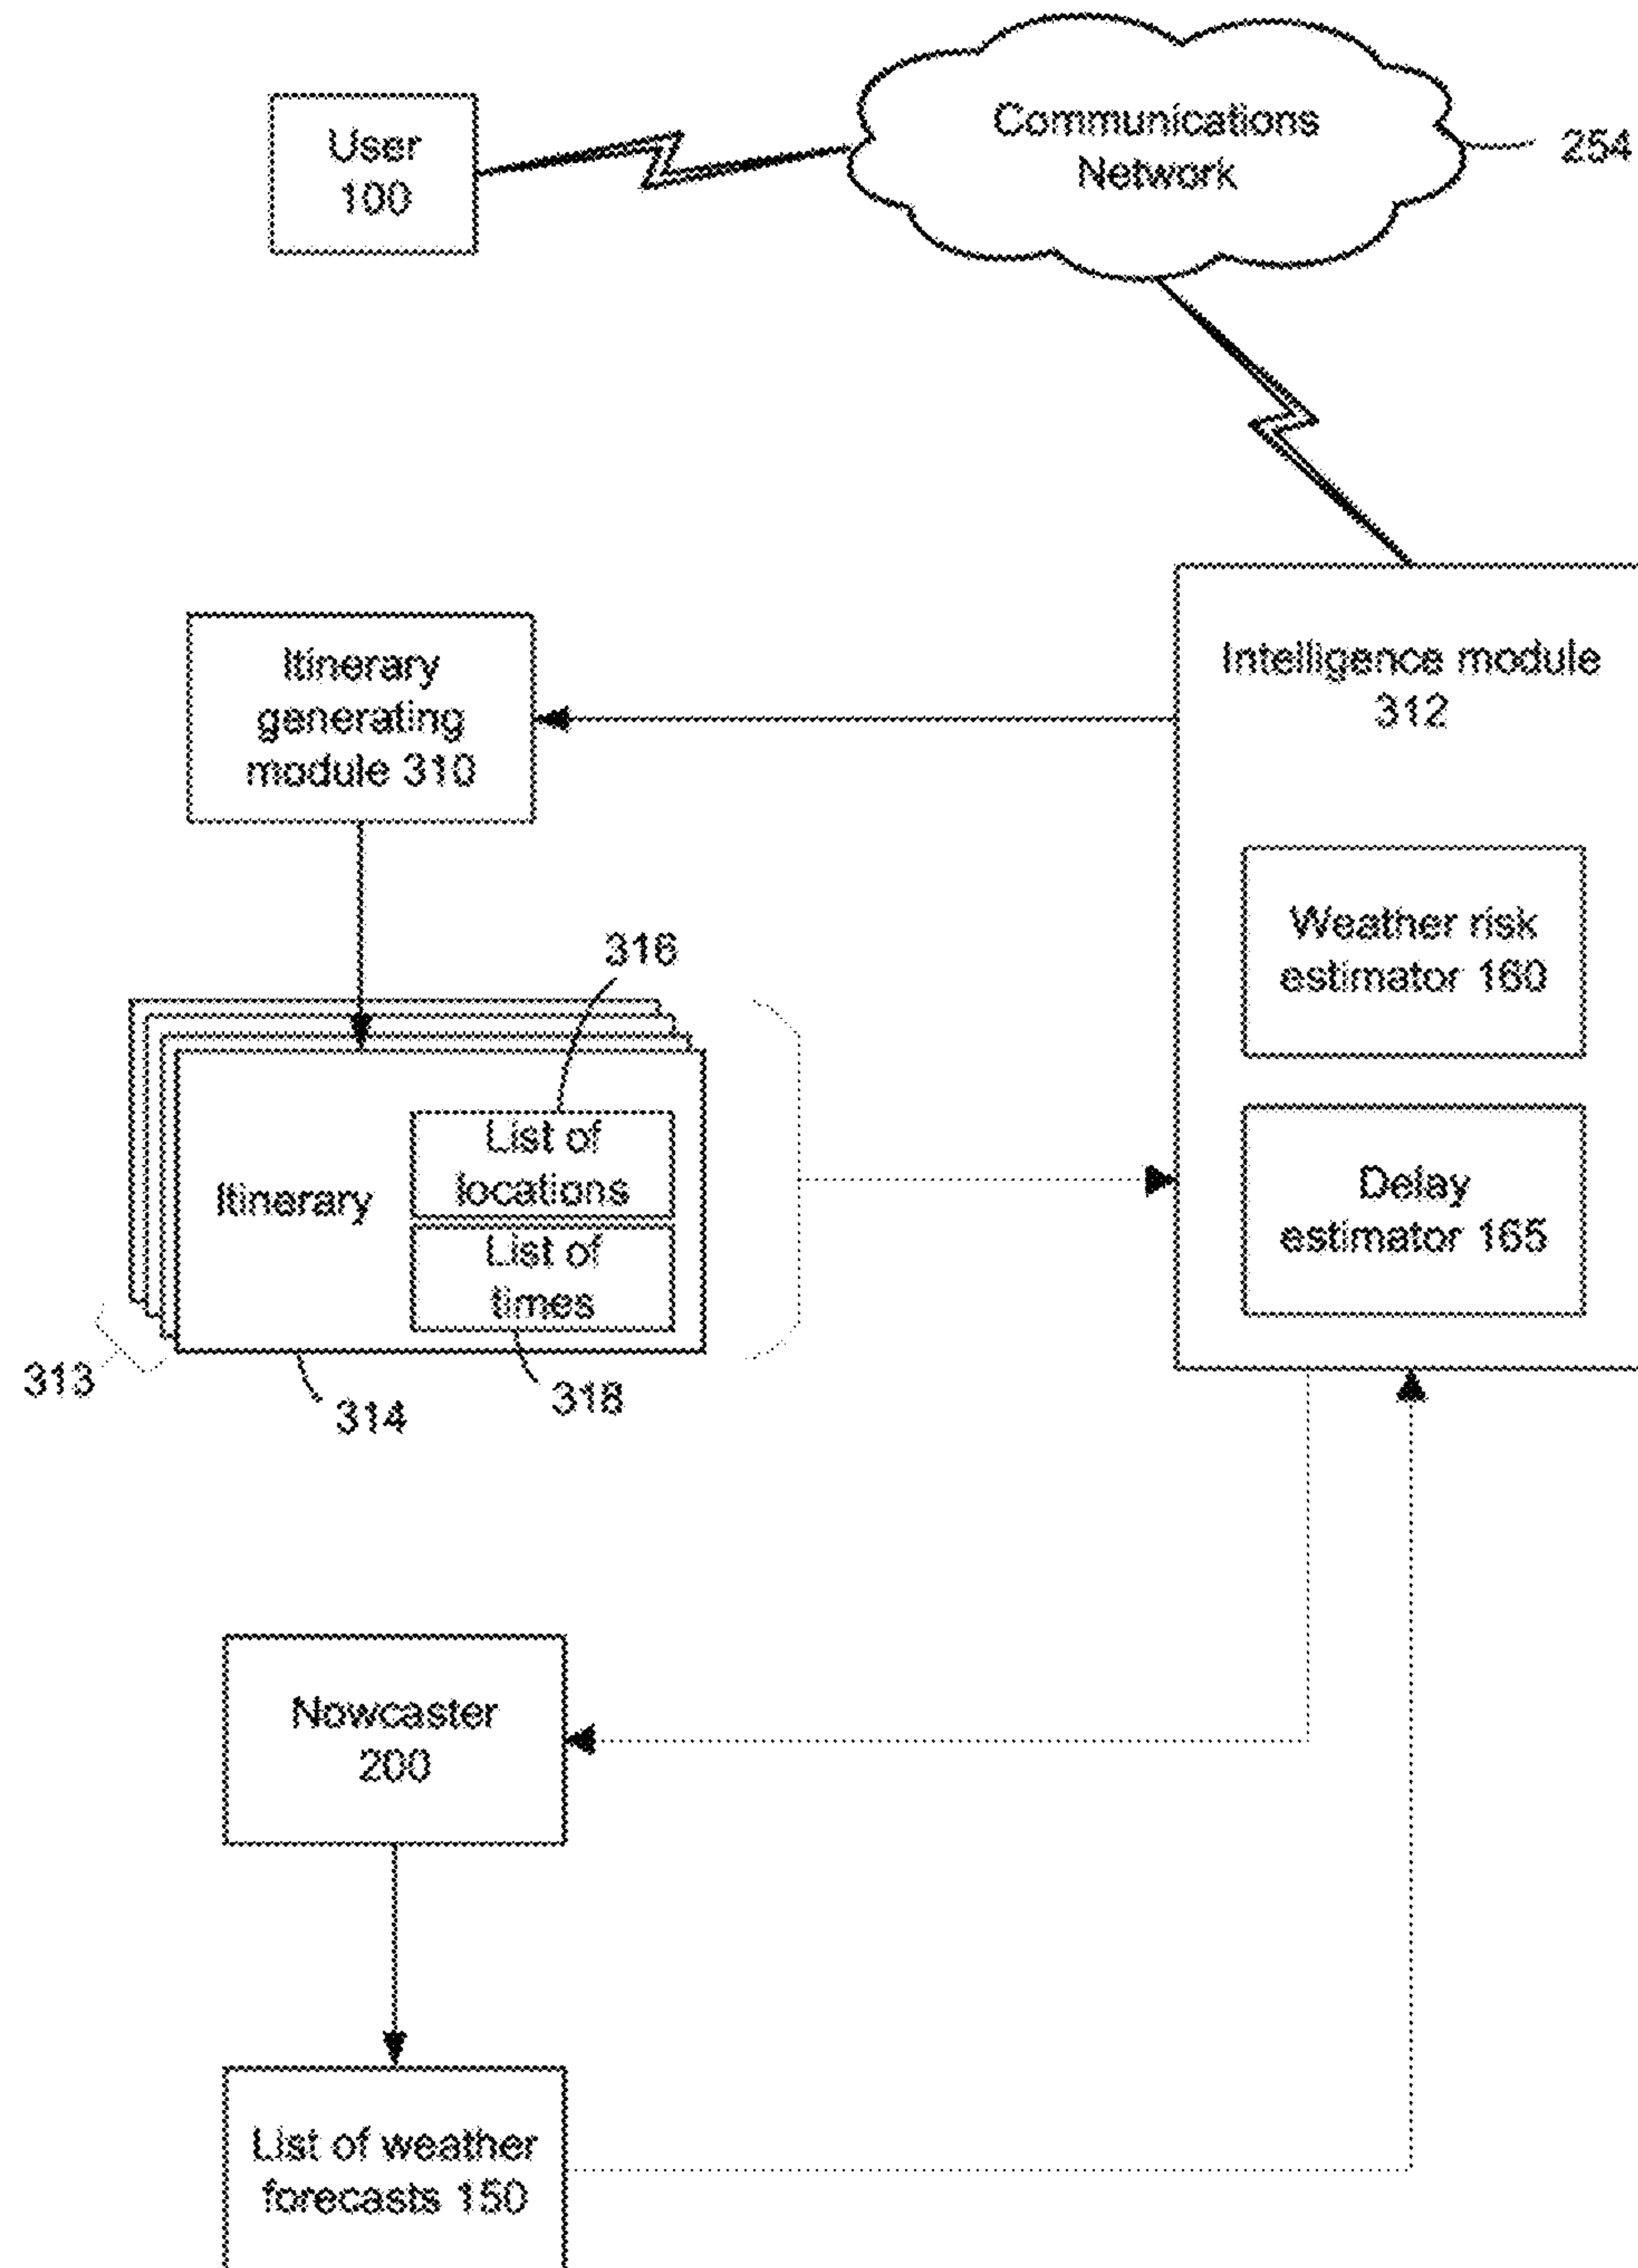 User
100
Communications
Network
254
Itinerary
generating
module 310
Intelligence module
312
Weather risk
estimator 160
Delay
estimator 165
316
Itinerary
List of
locations
List of
times
313
314
318
Nowcaster
200
List of weather
forecasts 150